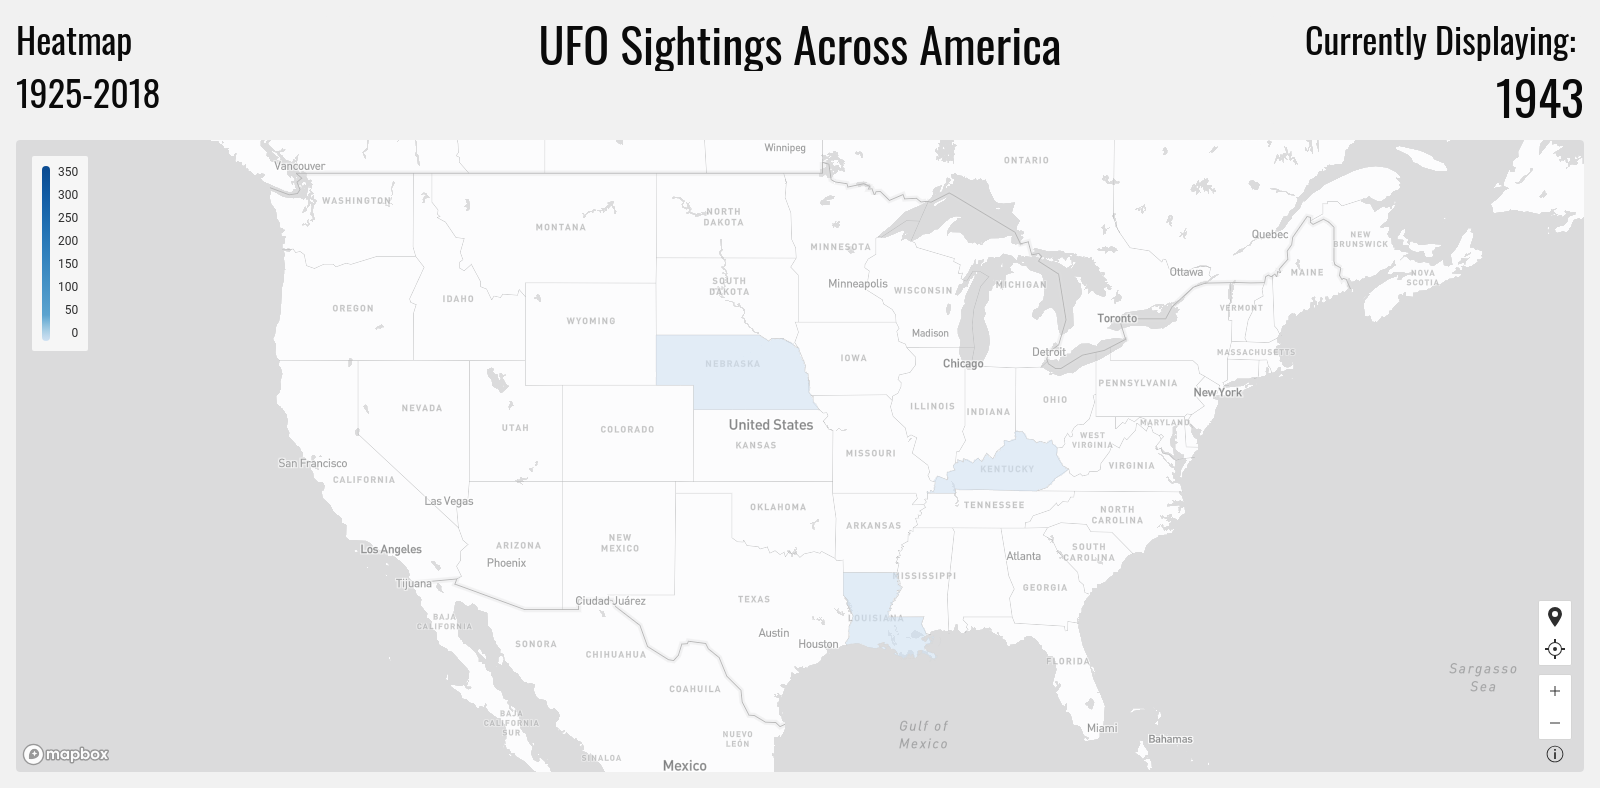 Heatmap
UFO Sightings Across America
Currently Displaying:
1925-2018
1943
350
300
250
200
150
100
50
0
Vancouver
Winnipeg
ONTARIO
WASHINGTON
MONTANA
NORTH
DAKOTA
MINNESOTA
Quebec
NEW
BRUNSWICK
Ottawa
MAINE
NOVA
SCOTIA
SOUTH
DAKOTA
Minneapolis
WISCONSIN
MICHIGAN
IDAHO
OREGON
WYOMING
VERMONT
Toronto
Madison
Detroit
MASSACHUSETTS
IOWA
Chicago
NEBRASKA
PENNSYLVANIA
New York
NEVADA
UTAH
COLORADO
United States
KANSAS
ILLINOIS
INDIANA
OHIO
MARYLAND
WEST
VIRGINIA
VIRGINIA
MISSOURI
KENTUCKY
San Francisco
CALIFORNIA
Las Vegas
OKLAHOMA
TENNESSEE
NORTH
CAROLINA
ARKANSAS
Los Angeles
ARIZONA
Phoenix
NEW
MEXICO
Atlanta
SOUTH
CAROLINA
MISSISSIPPI
GEORGIA
Tijuana
Ciudad Juárez
TEXAS
LOUISIANA
BAJA
CALIFORNIA
Austin
Houston
SONORA
CHIHUAHUA
FLORIDA
Sargasso
Sea
COAHUILA
BAJA
CALIFORNIA
SUR
Gulf of
Mexico
Miami
Bahamas
NUEVO
LEÓN
SINALOA
Mexico
mapbox